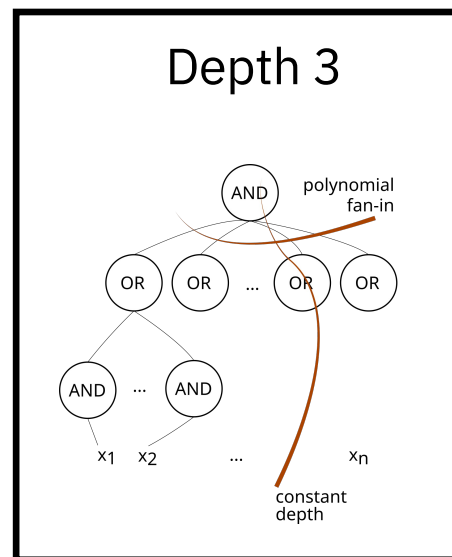 Depth 3
AND
polynomial
fan-in
OR OR ... OR OR
AND ... AND
x1 x2 ... xn
constant
depth